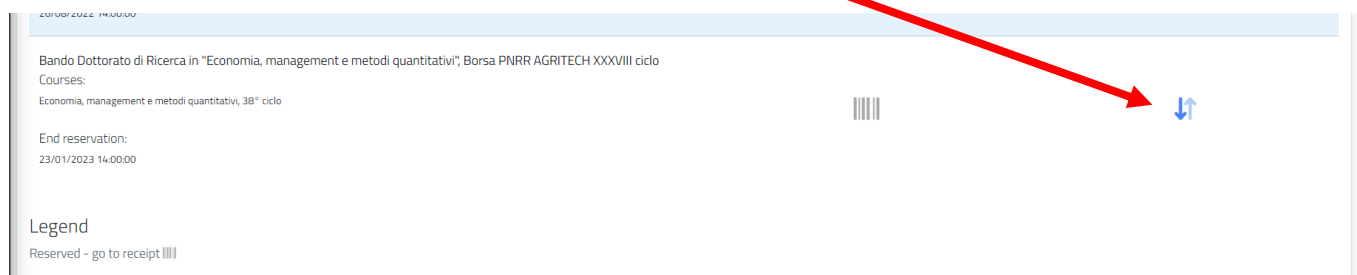 26/08/2022 14:00:00
Bando Dottorato di Ricerca in "Economia, management e metodi quantitativi", Borsa PNRR AGRITECH XXXVIII ciclo
Courses:
Economia, management e metodi quantitativi, 38° ciclo
End reservation:
23/01/2023 14:00:00
Legend
Reserved - go to receipt